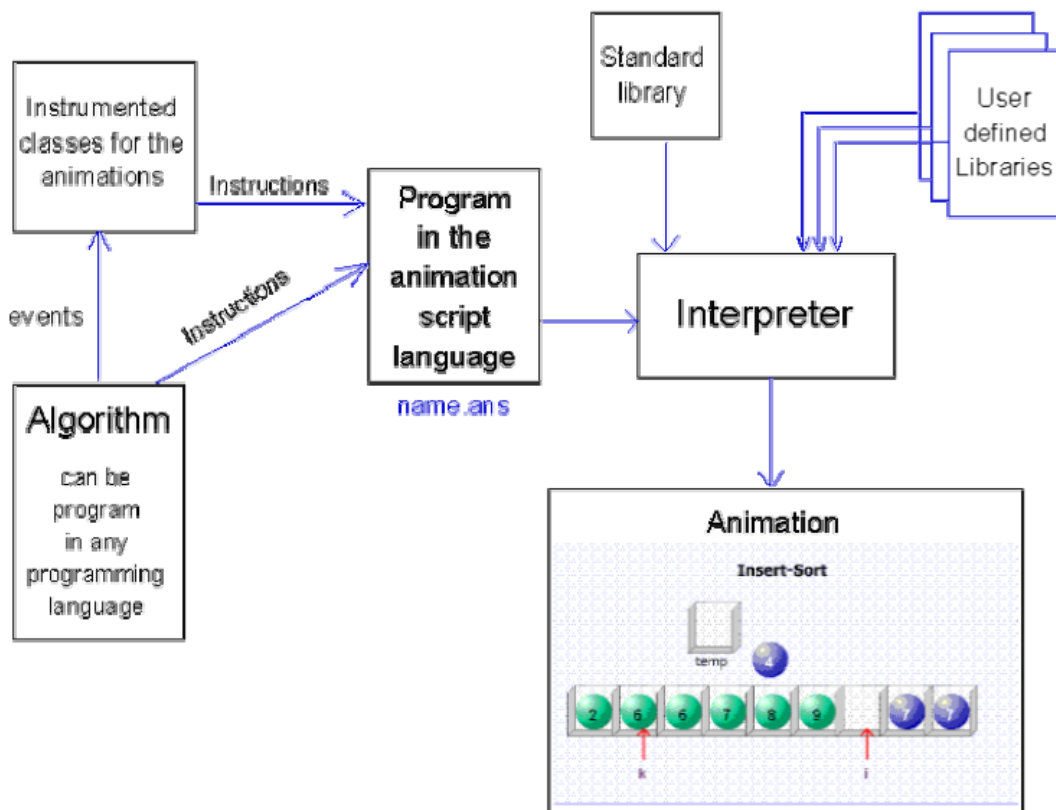 Instrumented
classes for the
animations
Instructions
events
Instructions
Algorithm
can be
program
in any
programming
language
Program
in the
animation
script
language
name.ans
Standard
library
User
defined
Libraries
Interpreter
Animation
Insert-Sort
temp
4
2 6 6 7 8 9 7 7
k i